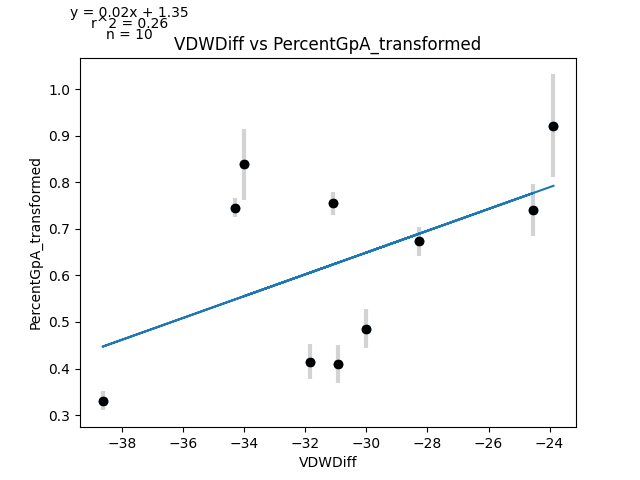 y = 0.02x + 1.35
r^2 = 0.26
n = 10
VDWDiff vs PercentGpA_transformed
1.0
0.9
0.8
0.7
0.6
0.5
0.4
0.3
PercentGpA_transformed
−38
−36
−34
−32
−30
−28
−26
−24
VDWDiff